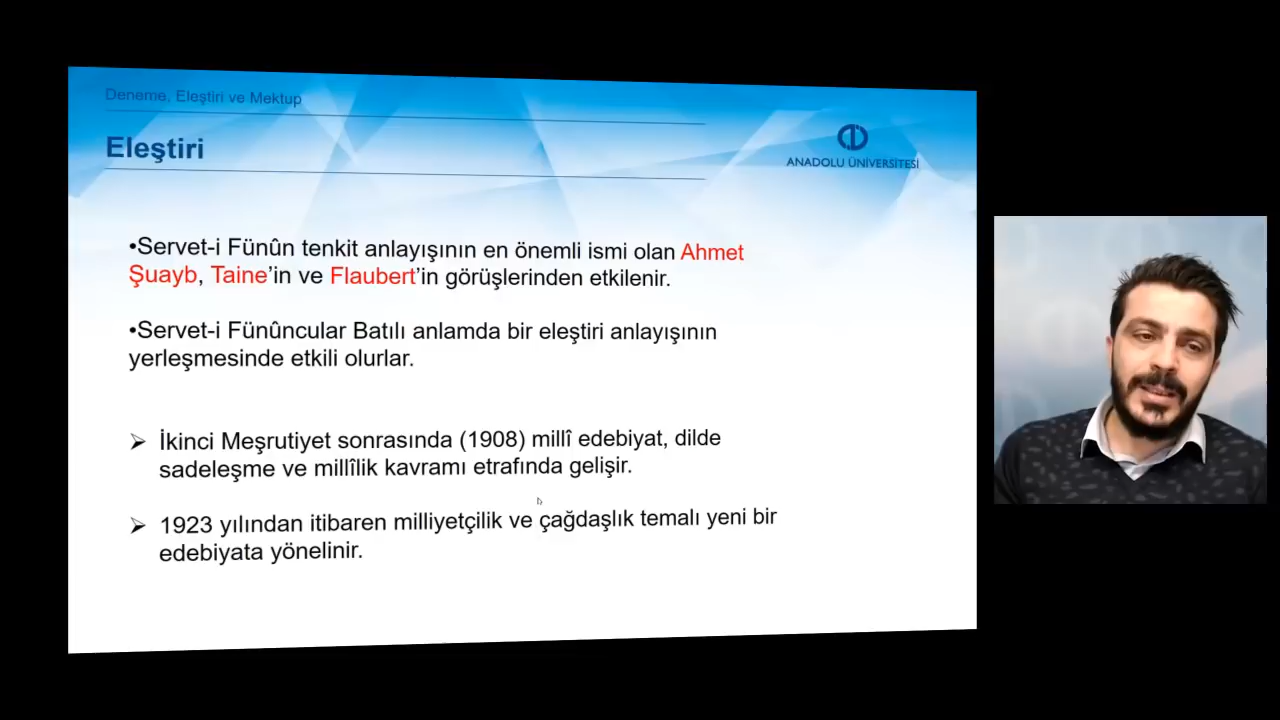 Deneme, Eleştiri ve Mektup
Eleştiri
ANADOLU ÜNİVERSİTESİ
•Servet-i Fünûn tenkit anlayışının en önemli ismi olan Ahmet
Şuayb, Taine'in ve Flaubert'in görüşlerinden etkilenir.
•Servet-i Fünûncular Batılı anlamda bir eleştiri anlayışının
yerleşmesinde etkili olurlar.
➢ İkinci Meşrutiyet sonrasında (1908) millî edebiyat, dilde
sadeleşme ve millîlik kavramı etrafında gelişir.
➢ 1923 yılından itibaren milliyetçilik ve çağdaşlık temalı yeni bir
edebiyata yönelinir.